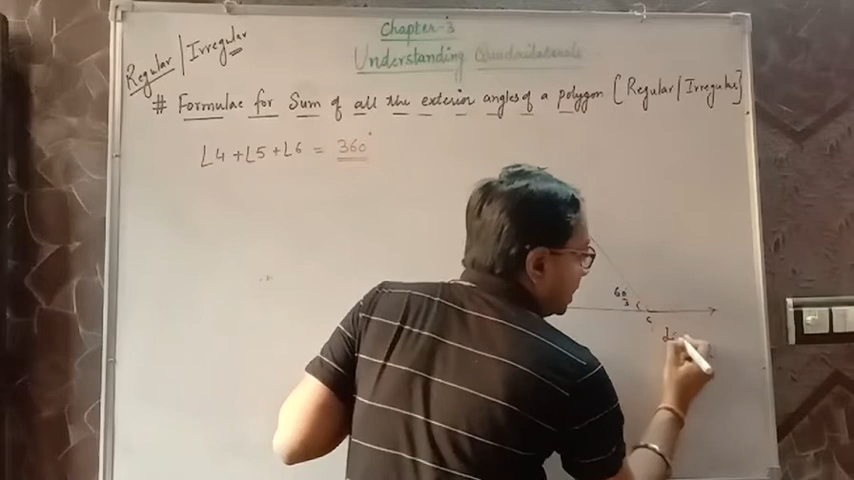 Chapter-3
Understanding Quadrilaterals
Regular / Irregular
# Formulae for Sum of all the exterior angles of a polygon [Regular/Irregular]
∠4 + ∠5 + ∠6 = 360°
60
3
C